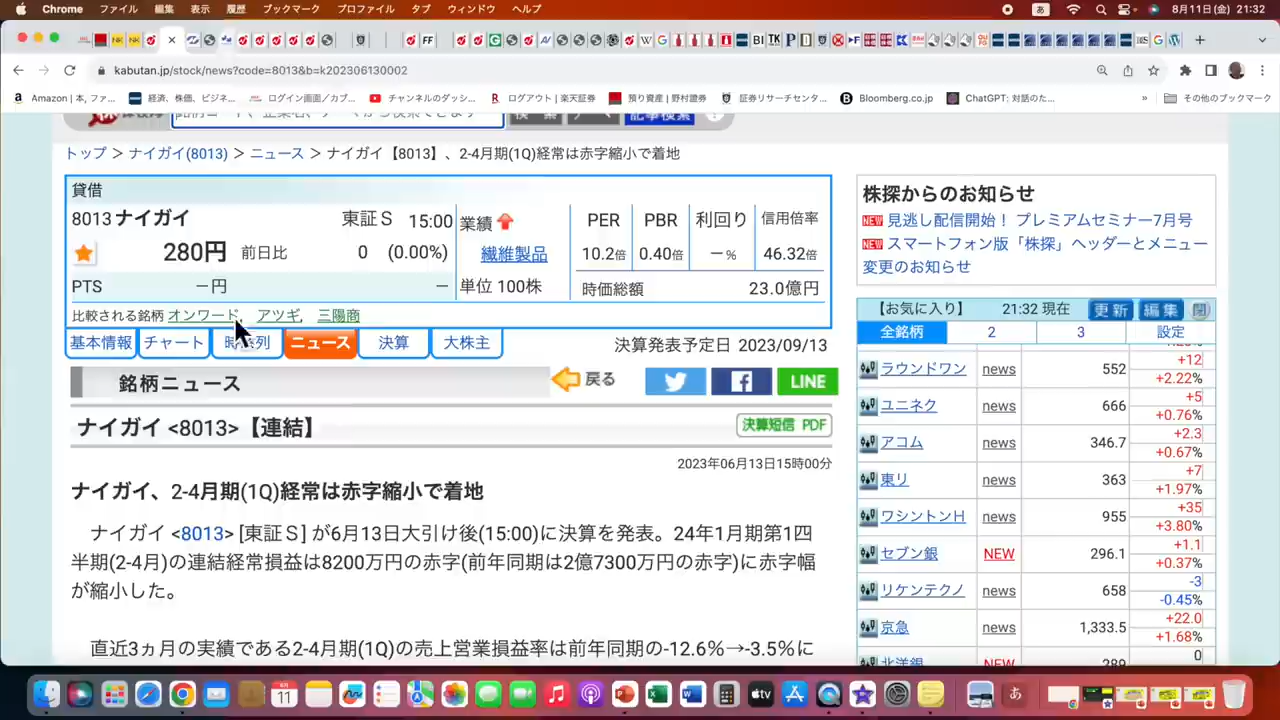 Chrome ファイル 編集 表示 履歴 ブックマーク プロファイル タブ ウィンドウ ヘルプ
8月11日(金) 21:32
kabutan.jp/stock/news?code=8013&b=k202306130002
Amazon | 本, ファ... 経済、株価、ビジネ... ログイン画面／カブ... チャンネルのダッシ... ログアウト | 楽天証券 預り資産 | 野村證券 証券リサーチセンタ... Bloomberg.co.jp ChatGPT: 対話のた... » その他のブックマーク
トップ > ナイガイ(8013) > ニュース > ナイガイ【8013】、2-4月期(1Q)経常は赤字縮小で着地
貸借
8013 ナイガイ 東証Ｓ 15:00
280円 前日比 0 (0.00%)
PTS －円 －
業績
繊維製品
単位 100株
PER PBR 利回り 信用倍率
10.2倍 0.40倍 －％ 46.32倍
時価総額 23.0億円
比較される銘柄 オンワード, アツギ, 三陽商
基本情報 チャート 時系列 ニュース 決算 大株主
決算発表予定日 2023/09/13
銘柄ニュース
戻る
LINE
ナイガイ <8013>【連結】
決算短信 PDF
2023年06月13日15時00分
ナイガイ、2-4月期(1Q)経常は赤字縮小で着地
ナイガイ <8013> [東証Ｓ] が6月13日大引け後(15:00)に決算を発表。24年1月期第1四
半期(2-4月)の連結経常損益は8200万円の赤字(前年同期は2億7300万円の赤字)に赤字幅
が縮小した。
直近3ヵ月の実績である2-4月期(1Q)の売上営業損益率は前年同期の-12.6％→-3.5％に
株探からのお知らせ
NEW 見逃し配信開始！ プレミアムセミナー7月号
NEW スマートフォン版「株探」ヘッダーとメニュー
変更のお知らせ
【お気に入り】 21:32 現在 更新 編集 閉
全銘柄 2 3 設定
ラウンドワン news 552 +12 +2.22%
ユニネク news 666 +5 +0.76%
アコム news 346.7 +2.3 +0.67%
東リ news 363 +7 +1.97%
ワシントンH news 955 +35 +3.80%
セブン銀 NEW 296.1 +1.1 +0.37%
リケンテクノ news 658 -3 -0.45%
京急 news 1,333.5 +22.0 +1.68%
北洋銀 NEW 289 0